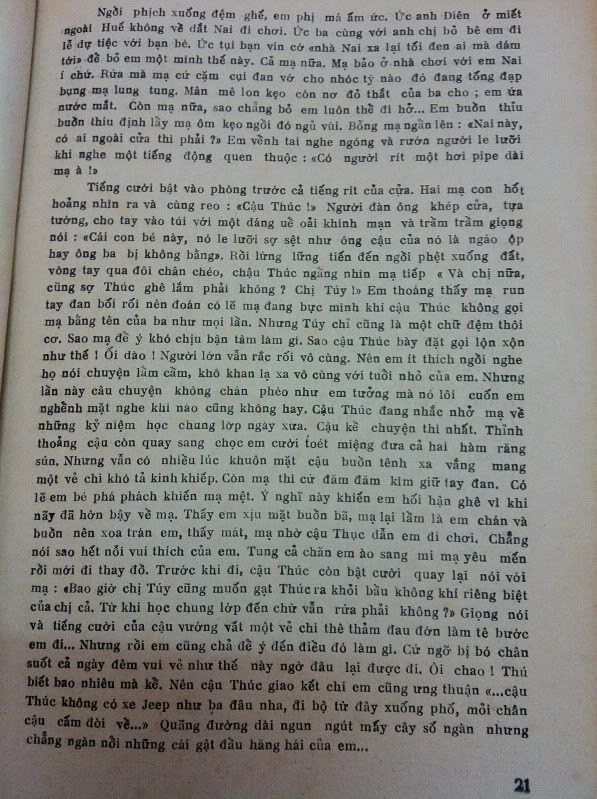 Ngồi phịch xuống đệm ghế, em phị má ấm ức. Ức anh Diên ở miết
ngoài Huế không về dắt Nai đi chơi. Ức ba cùng với anh chị bỏ bê em đi
lễ dự tiệc với bạn bè. Ức tụi bạn vin cớ «nhà Nai xa lại tối đen ai mà dám
tới» để bỏ em một mình thế này. Cả mạ nữa. Mạ bảo ở nhà chơi với em Nai
i chứ. Rứa mà mạ cứ cặm cụi đan vớ cho nhóc tỳ nào đó đang tống đạp
bụng mạ lung tung. Mân mê lon kẹo còn nơ đỏ thắt của ba cho ; em ứa
nước mắt. Còn mạ nữa, sao chẳng bỏ em luôn thề đi hở... Em buồn thỉu
buồn thiu định lấy mạ ôm kẹo ngồi đó ngủ vùi. Bỗng mạ ngẩn lên : «Nai này,
có ai ngoài cửa thì phải ?» Em vểnh tai nghe ngóng và rướn người le lưỡi
khi nghe một tiếng động quen thuộc : «Có người rít một hơi pipe dài
mạ à !»
Tiếng cười bật vào phòng trước cả tiếng rít của cửa. Hai mạ con hốt
hoảng nhìn ra và cùng reo : «Cậu Thúc !» Người đàn ông khép cửa, tựa
tường, cho tay vào túi với một dáng uể oải khinh mạn và trầm trầm giọng
nói : «Cái con bé này, nó le lưỡi sợ sệt như ông cậu của nó là ngáo ộp
hay ông ba bị không bằng». Rồi lừng lững tiến đến ngồi phệt xuống đất,
vòng tay qua đôi chân chéo, chậu Thúc ngẩng nhìn mạ tiếp « Và chị nữa,
cũng sợ Thúc ghê lắm phải không ? Chị Túy !» Em thoáng thấy mạ run
tay đan bối rối nên đoán có lẽ mạ đang bực mình khi cậu Thúc không gọi
mạ bằng tên của ba như mọi lần. Nhưng Túy chỉ cũng là một chữ đệm thôi
cơ. Sao mạ để ý khó chịu bận tâm làm gì. Sao cậu Thúc bày đặt gọi lộn xộn
như thế ! Ối dào ! Người lớn vẫn rắc rối vô cùng. Nên em ít thích ngồi nghe
họ nói chuyện lẩm cẩm, khô khan lạ xa vô cùng với tuổi nhỏ của em. Nhưng
lần này câu chuyện không chán phèo như em tưởng mà nó lôi cuốn em
nghềnh mặt nghe khi nao cũng không hay. Cậu Thúc đang nhắc nhở mạ về
những kỷ niệm học chung lớp ngày xưa. Cậu kể chuyện thì nhất. Thỉnh
thoảng cậu còn quay sang chọc em cười toét miệng đưa cả hai hàm răng
sún. Nhưng vẫn có nhiều lúc khuôn mặt cậu buồn tênh xa vắng mang
một vẻ chi khó tả kinh khiếp. Còn mạ thì cứ đăm đăm kìm giữ tay đan. Có
lẽ em bé phá phách khiến mạ mệt. Ý nghĩ này khiến em hối hận ghê vì khi
nãy đã hờn bậy về mạ. Thấy em xịu mặt buồn bã, mạ lại lầm là em chán và
buồn nên xoa trán em, thấy mát, mạ nhờ cậu Thục dẫn em đi chơi. Chẳng
nói sao hết nỗi vui thích của em. Tung cả chăn em ào sang mi mạ yêu mến
rồi mới đi thay đồ. Trước khi đi, cậu Thúc còn bật cười quay lại nói với
mạ : «Bao giờ chị Túy cũng muốn gạt Thúc ra khỏi bầu không khí riêng biệt
của chị cả. Từ khi học chung lớp đến chừ vẫn rứa phải không ?» Giọng nói
và tiếng cười của cậu vướng vất một vẻ chi thê thảm đau đớn làm tê bước
em đi... Nhưng rồi em cũng chả để ý đến điều đó làm gì. Cứ ngỡ bị bó chân
suốt cả ngày đêm vui vẻ như thế này ngờ đâu lại được đi. Ôi chao ! Thú
biết bao nhiêu mà kể. Nên cậu Thúc giao kết chi em cũng ưng thuận «...cậu
Thúc không có xe Jeep như ba đâu nha, đi bộ từ đây xuống phố, mỏi chân
cậu cấm đòi về...» Quãng đường dài ngun ngút mấy cây số ngàn nhưng
chẳng ngăn nổi những cái gật đầu hăng hái của em...
21